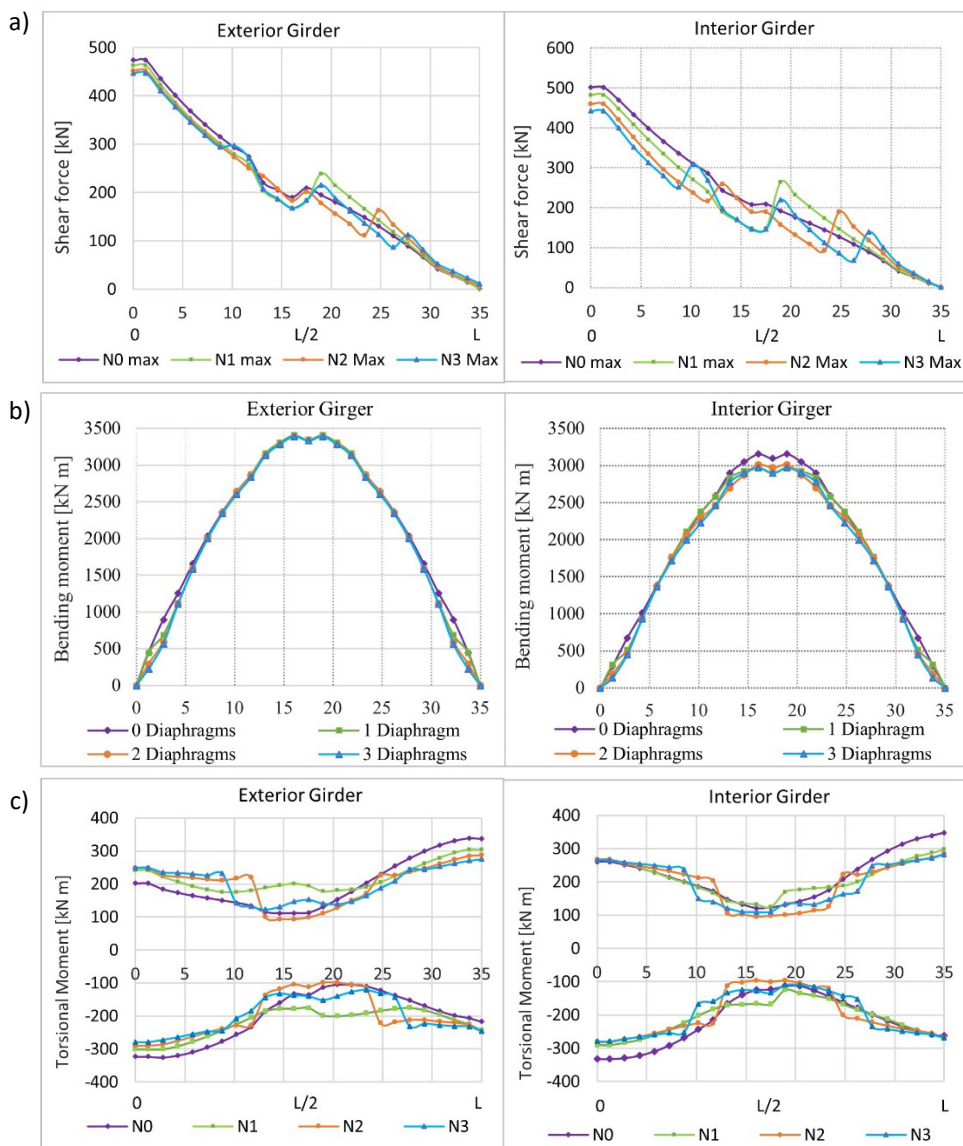 a)
Exterior Girder
Shear force [kN]
500
400
300
200
100
0
0 5 10 15 20 25 30 35
0 L/2 L
N0 max N1 max N2 Max N3 Max
Interior Girder
Shear force [kN]
600
500
400
300
200
100
0
0 5 10 15 20 25 30 35
0 L/2 L
N0 max N1 max N2 Max N3 Max
b)
Exterior Girger
Bending moment [kN m]
3500
3000
2500
2000
1500
1000
500
0
0 5 10 15 20 25 30 35
0 Diaphragms 1 Diaphragm
2 Diaphragms 3 Diaphragms
Interior Girger
Bending moment [kN m]
3500
3000
2500
2000
1500
1000
500
0
0 5 10 15 20 25 30 35
0 Diaphragms 1 Diaphragm
2 Diaphragms 3 Diaphragms
c)
Exterior Girder
Torsional Moment [kN m]
400
300
200
100
0
0 5 10 15 20 25 30 35
-100
-200
-300
-400
0 L/2 L
N0 N1 N2 N3
Interior Girder
Torsional Moment [kN m]
400
300
200
100
0
0 5 10 15 20 25 30 35
-100
-200
-300
-400
0 L/2 L
N0 N1 N2 N3